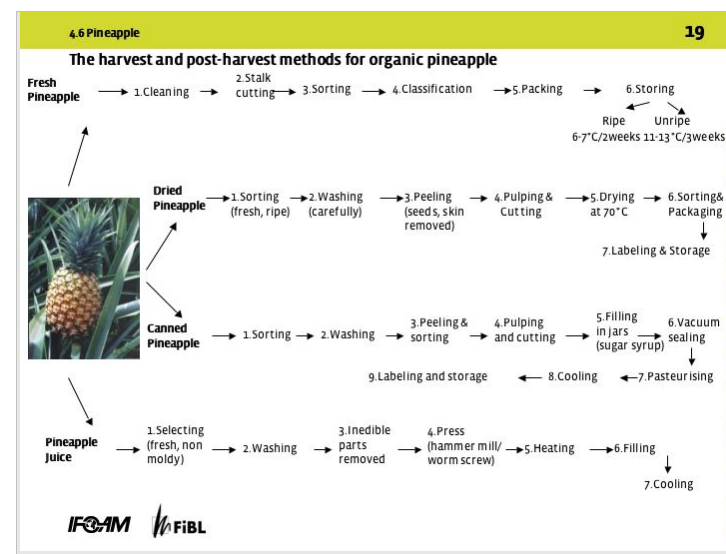 4.6 Pineapple
19
The harvest and post-harvest methods for organic pineapple
Fresh
Pineapple
1.Cleaning
2.Stalk
cutting
3.Sorting
4.Classification
5.Packing
6.Storing
Ripe
6-7°C/2weeks
Unripe
11-13°C/3weeks
Dried
Pineapple
1.Sorting
(fresh, ripe)
2.Washing
(carefully)
3.Peeling
(seeds, skin
removed)
4.Pulping &
Cutting
5.Drying
at 70°C
6.Sorting&
Packaging
7.Labeling & Storage
Canned
Pineapple
1.Sorting
2.Washing
3.Peeling &
sorting
4.Pulping
and cutting
5.Filling
in jars
(sugar syrup)
6.Vacuum
sealing
7.Pasteurising
8.Cooling
9.Labeling and storage
Pineapple
Juice
1.Selecting
(fresh, non
moldy)
2.Washing
3.Inedible
parts
removed
4.Press
(hammer mill/
worm screw)
5.Heating
6.Filling
7.Cooling
IFOAM
FiBL